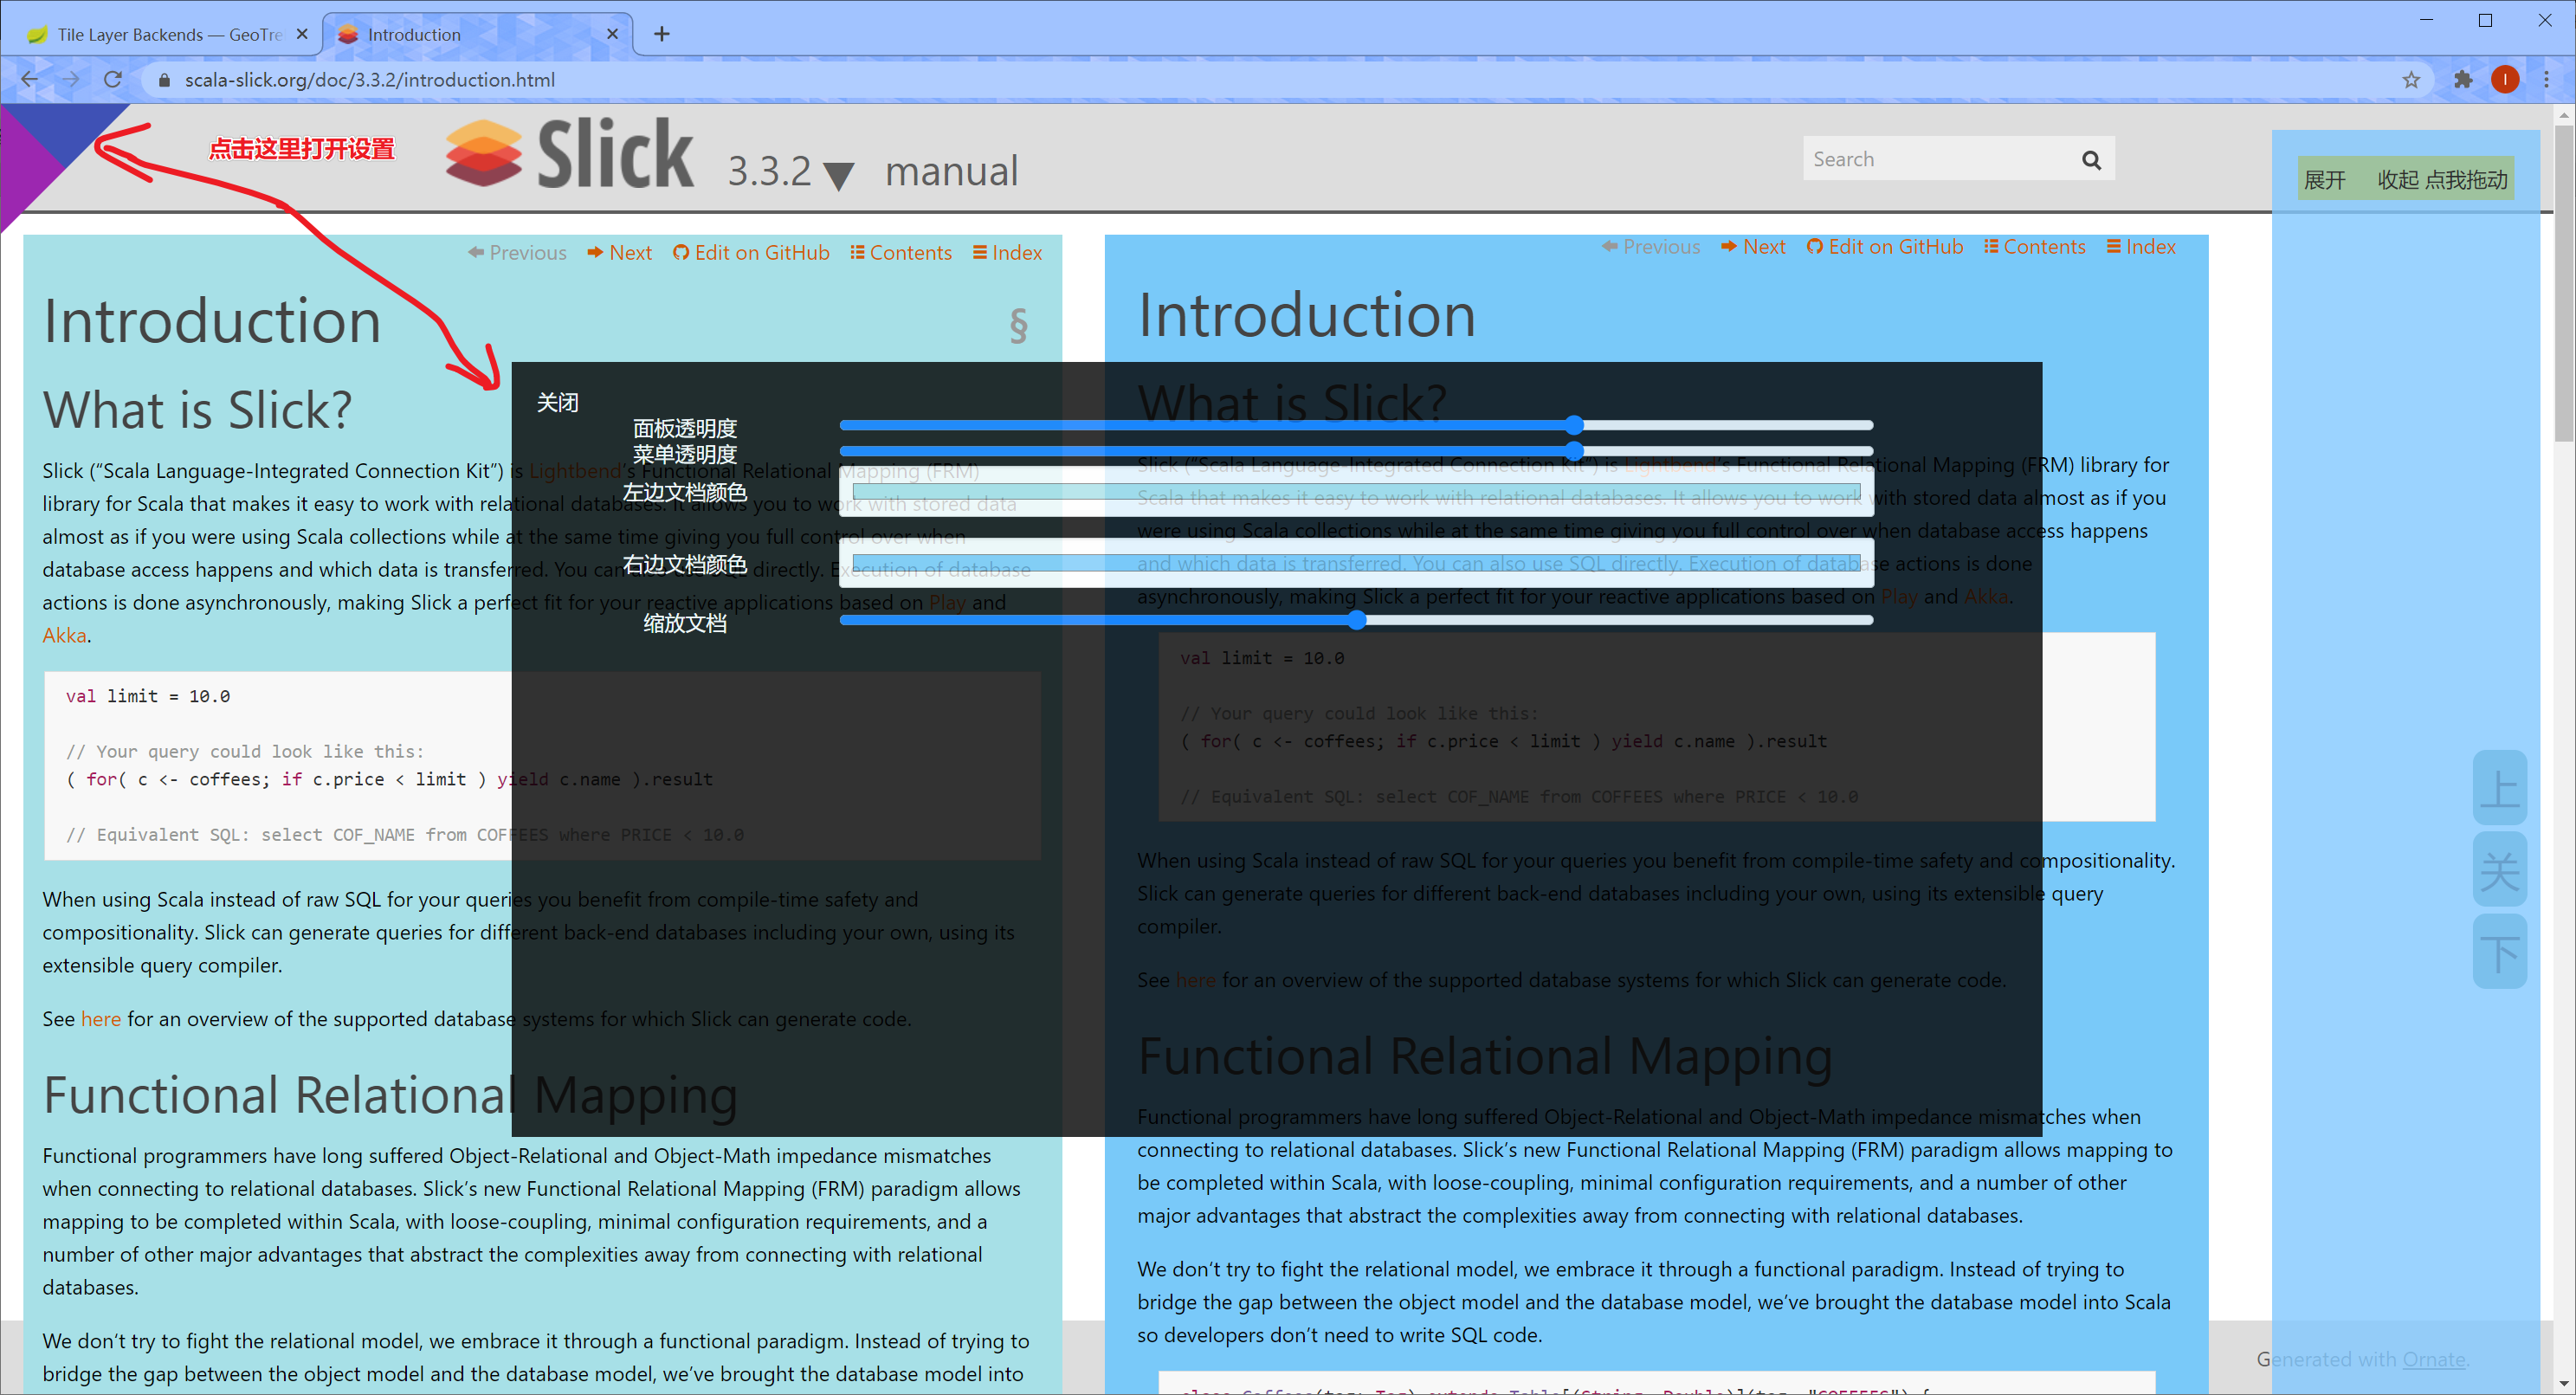 Tile Layer Backends — GeoTre
Introduction
scala-slick.org/doc/3.3.2/introduction.html
I
点击这里打开设置
Slick 3.3.2 manual
Search
展开 收起 点我拖动
Previous Next Edit on GitHub Contents Index
Introduction §
What is Slick?
Slick (“Scala Language-Integrated Connection Kit”) is Lightbend’s Functional Relational Mapping (FRM)
library for Scala that makes it easy to work with relational databases. It allows you to work with stored data
almost as if you were using Scala collections while at the same time giving you full control over when
database access happens and which data is transferred. You can also use SQL directly. Execution of database
actions is done asynchronously, making Slick a perfect fit for your reactive applications based on Play and
Akka.
val limit = 10.0
// Your query could look like this:
( for( c <- coffees; if c.price < limit ) yield c.name ).result
// Equivalent SQL: select COF_NAME from COFFEES where PRICE < 10.0
When using Scala instead of raw SQL for your queries you benefit from compile-time safety and
compositionality. Slick can generate queries for different back-end databases including your own, using its
extensible query compiler.
See here for an overview of the supported database systems for which Slick can generate code.
Functional Relational Mapping
Functional programmers have long suffered Object-Relational and Object-Math impedance mismatches
when connecting to relational databases. Slick’s new Functional Relational Mapping (FRM) paradigm allows
mapping to be completed within Scala, with loose-coupling, minimal configuration requirements, and a
number of other major advantages that abstract the complexities away from connecting with relational
databases.
We don’t try to fight the relational model, we embrace it through a functional paradigm. Instead of trying to
bridge the gap between the object model and the database model, we’ve brought the database model into
关闭
面板透明度
菜单透明度
左边文档颜色
右边文档颜色
缩放文档
Previous Next Edit on GitHub Contents Index
Introduction
What is Slick?
Slick (“Scala Language-Integrated Connection Kit”) is Lightbend’s Functional Relational Mapping (FRM) library for
Scala that makes it easy to work with relational databases. It allows you to work with stored data almost as if you
were using Scala collections while at the same time giving you full control over when database access happens
and which data is transferred. You can also use SQL directly. Execution of database actions is done
asynchronously, making Slick a perfect fit for your reactive applications based on Play and Akka.
val limit = 10.0
// Your query could look like this:
( for( c <- coffees; if c.price < limit ) yield c.name ).result
// Equivalent SQL: select COF_NAME from COFFEES where PRICE < 10.0
When using Scala instead of raw SQL for your queries you benefit from compile-time safety and compositionality.
Slick can generate queries for different back-end databases including your own, using its extensible query
compiler.
See here for an overview of the supported database systems for which Slick can generate code.
Functional Relational Mapping
Functional programmers have long suffered Object-Relational and Object-Math impedance mismatches when
connecting to relational databases. Slick’s new Functional Relational Mapping (FRM) paradigm allows mapping to
be completed within Scala, with loose-coupling, minimal configuration requirements, and a number of other
major advantages that abstract the complexities away from connecting with relational databases.
We don’t try to fight the relational model, we embrace it through a functional paradigm. Instead of trying to
bridge the gap between the object model and the database model, we’ve brought the database model into Scala
so developers don’t need to write SQL code.
class Coffees(tag: Tag) extends Table[(String, Double)](tag, "COFFEES") {
上
关
下
Generated with Ornate.